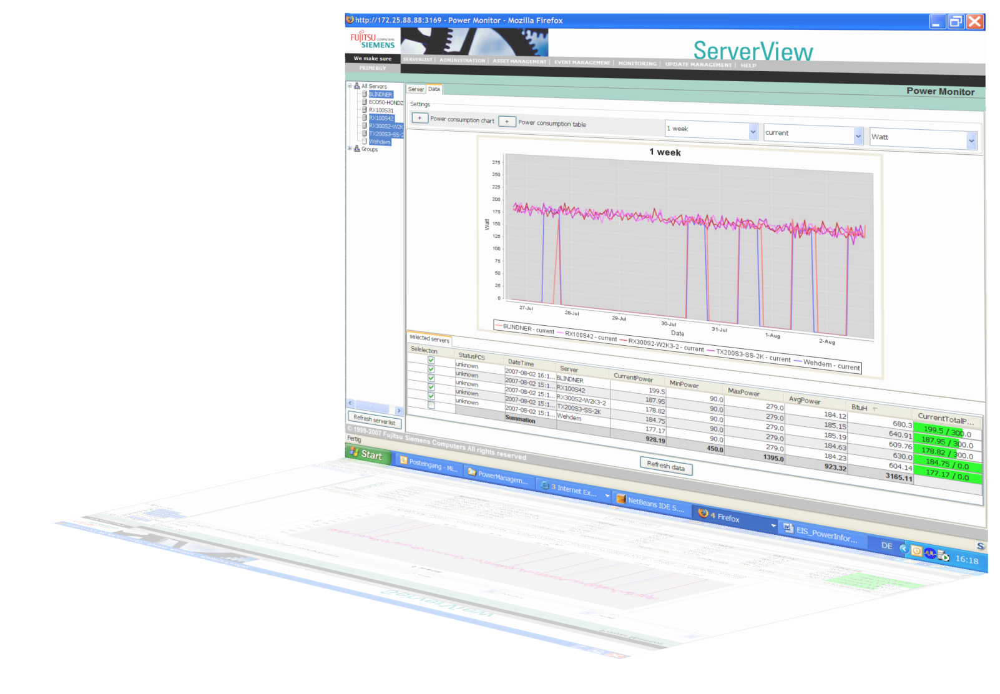 http://172.25.88.88:3169 - Power Monitor - Mozilla Firefox
FUJITSU COMPUTERS
SIEMENS
ServerView
We make sure
SERVERLIST | ADMINISTRATION | ASSET MANAGEMENT | EVENT MANAGEMENT | MONITORING | UPDATE MANAGEMENT | HELP
PRIMERGY
Power Monitor
All Servers
BLINDNER
ECO50-HONDZ
RX100S31
RX100S42
RX300S2-W2K
TX200S3-SS-2
Wehdem
Groups
Server Data
Settings
+ Power consumption chart + Power consumption table
1 week current Watt
1 week
275
250
225
200
175
150
125
100
75
50
25
0
Watt
27-Jul 28-Jul 29-Jul 30-Jul 31-Jul 1-Aug 2-Aug
Date
BLINDNER - current RX100S42 - current RX300S2-W2K3-2 - current TX200S3-SS-2K - current Wehdem - current
selected servers
Selelection StatusPCS DateTime Server CurrentPower MinPower MaxPower AvgPower BtuH CurrentTotalP...
unknown 2007-08-02 16:1... BLINDNER 199.5 90.0 279.0 184.12 680.3 199.5 / 300.0
unknown 2007-08-02 15:1... RX100S42 187.95 90.0 279.0 185.15 640.91 187.95 / 300.0
unknown 2007-08-02 15:1... RX300S2-W2K3-2 178.82 90.0 279.0 185.19 609.76 178.82 / 300.0
unknown 2007-08-02 15:1... TX200S3-SS-2K 184.75 90.0 279.0 184.63 630.0 184.75 / 0.0
unknown 2007-08-02 15:1... Wehdem 177.17 90.0 279.0 184.23 604.14 177.17 / 0.0
Summation 928.19 450.0 1395.0 923.32 3165.11
Refresh serverlist
Refresh data
© 1999-2007 Fujitsu Siemens Computers All rights reserved
Fertig
Start
Posteingang - Mi...
PowerManagem...
3 Internet Ex...
NetBeans IDE 5....
4 Firefox
EIS_PowerInfor...
DE
16:18